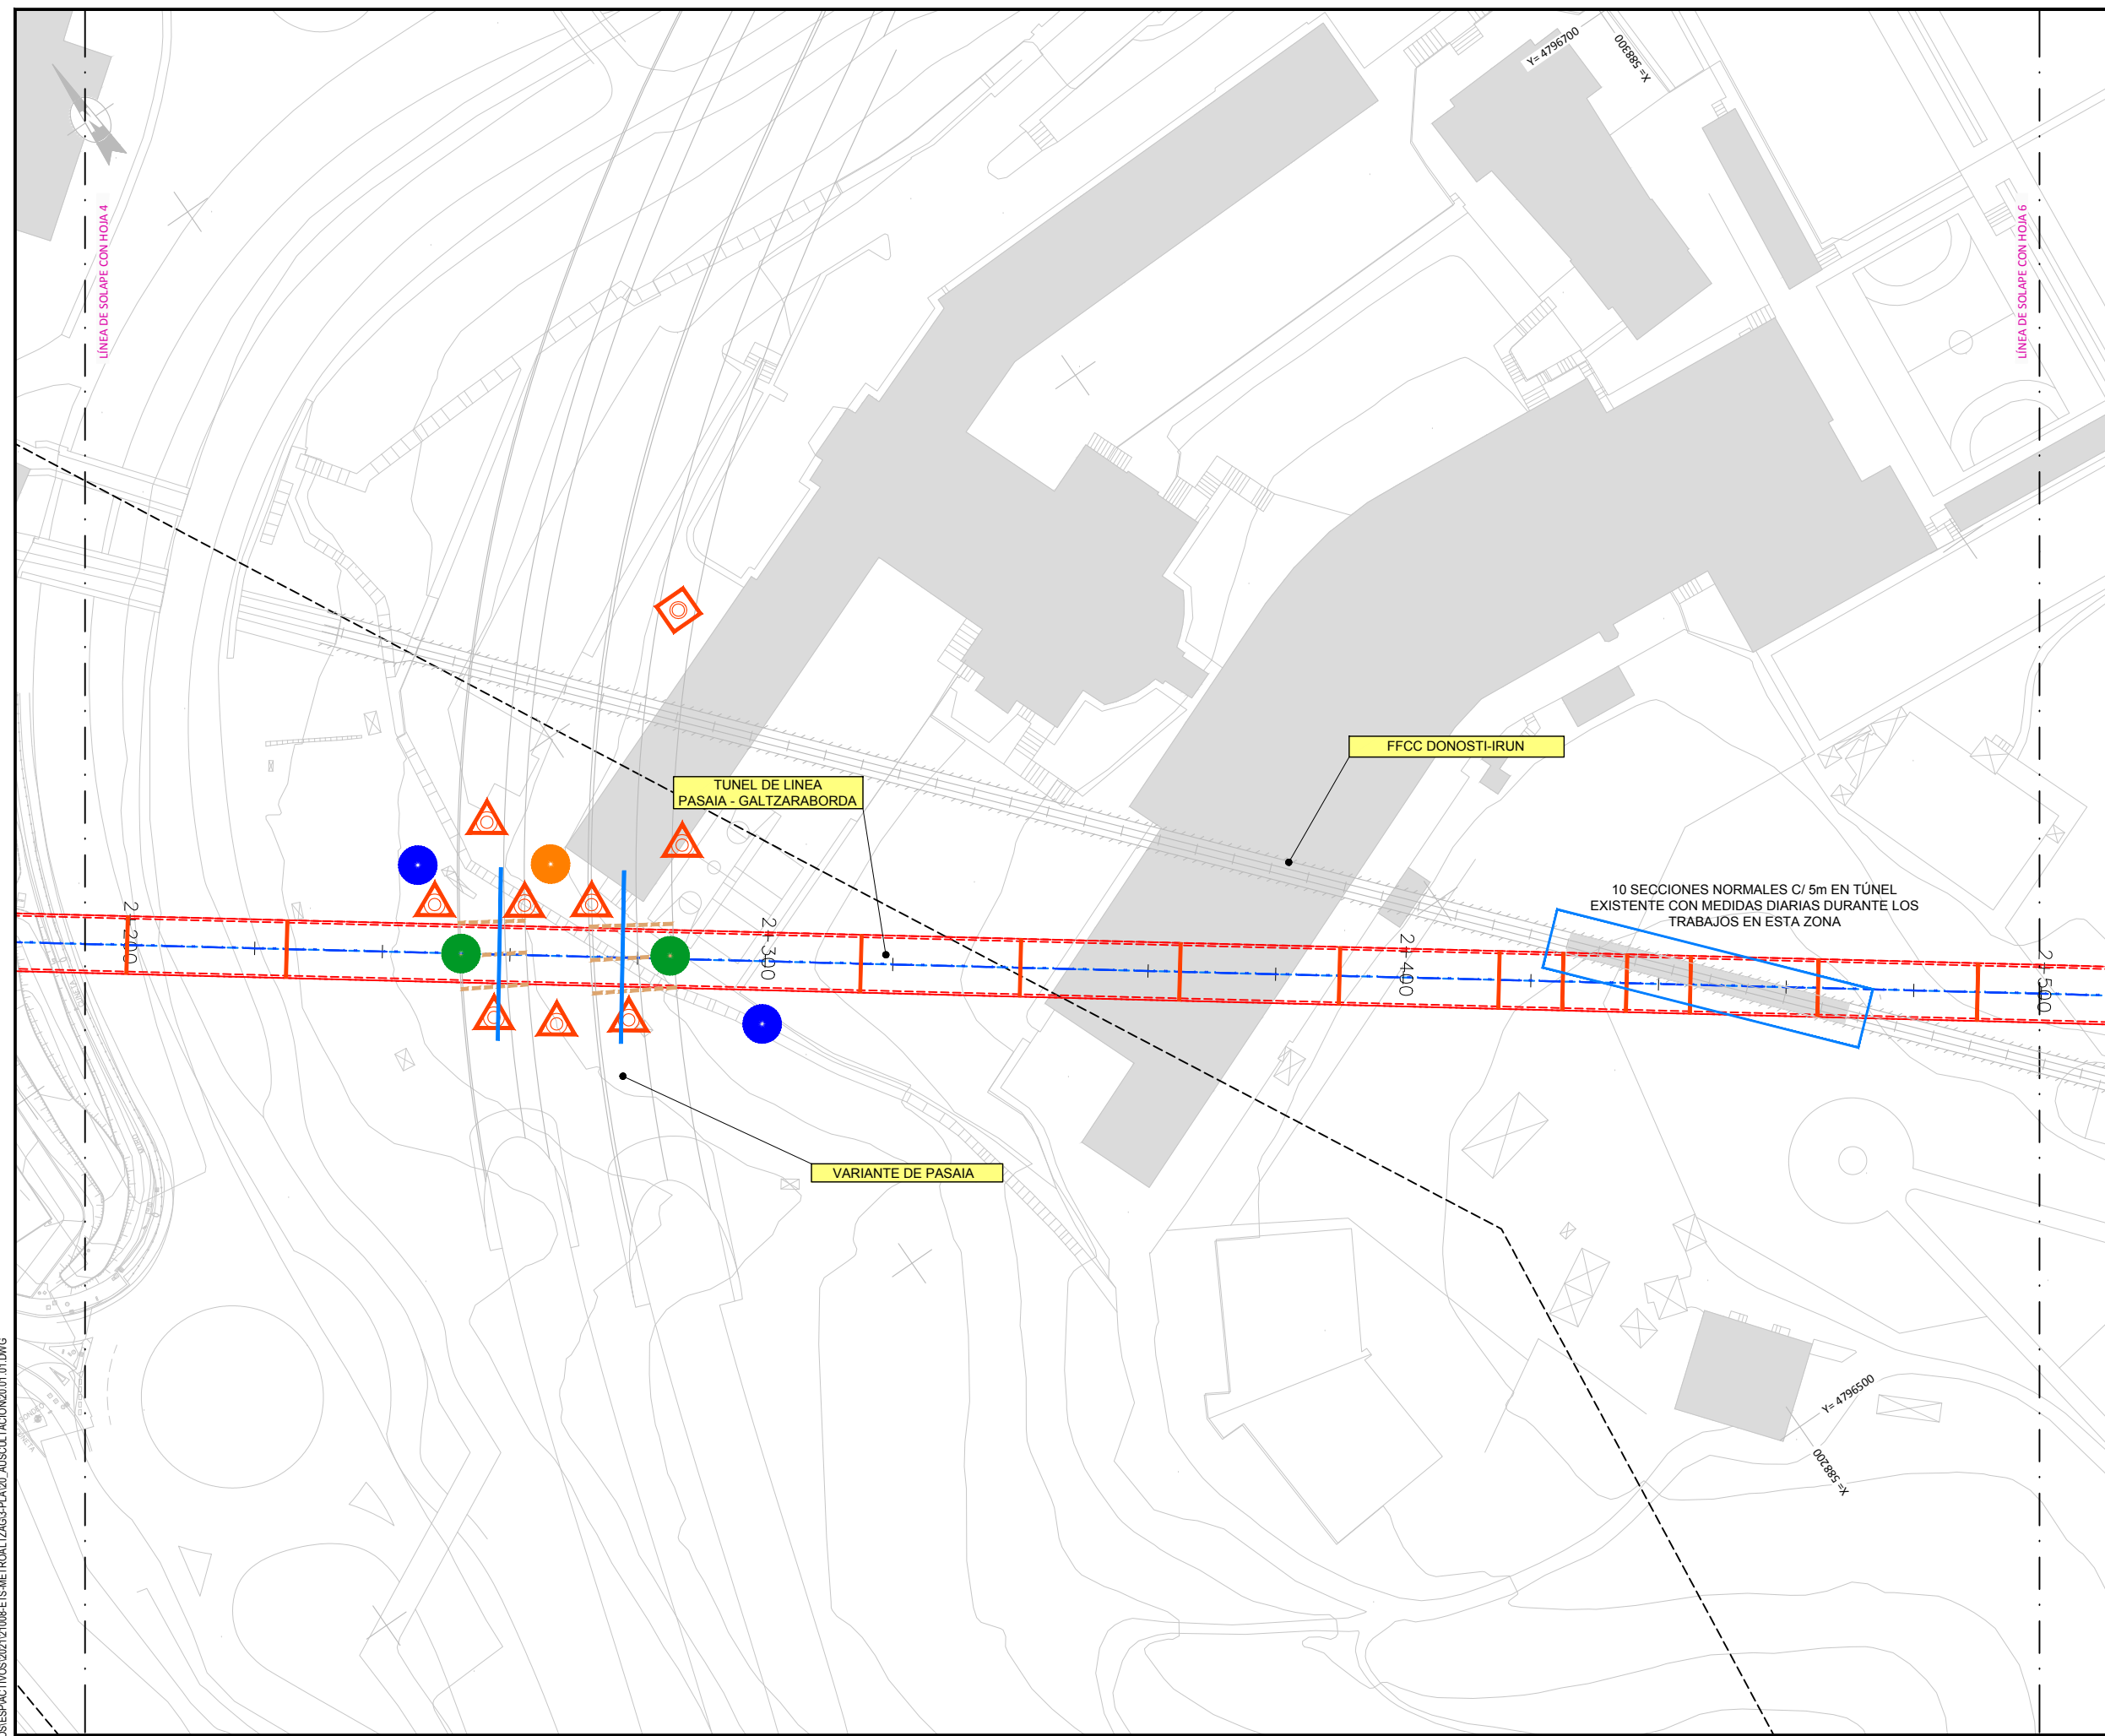 Y= 4796700
X= 588300
LÍNEA DE SOLAPE CON HOJA 4
LÍNEA DE SOLAPE CON HOJA 6
FFCC DONOSTI-IRUN
TUNEL DE LINEA
PASAIA - GALTZARABORDA
10 SECCIONES NORMALES C/ 5m EN TÚNEL
EXISTENTE CON MEDIDAS DIARIAS DURANTE LOS
TRABAJOS EN ESTA ZONA
2+200
2+300
2+400
2+500
VARIANTE DE PASAIA
Y= 4796500
X= 588200